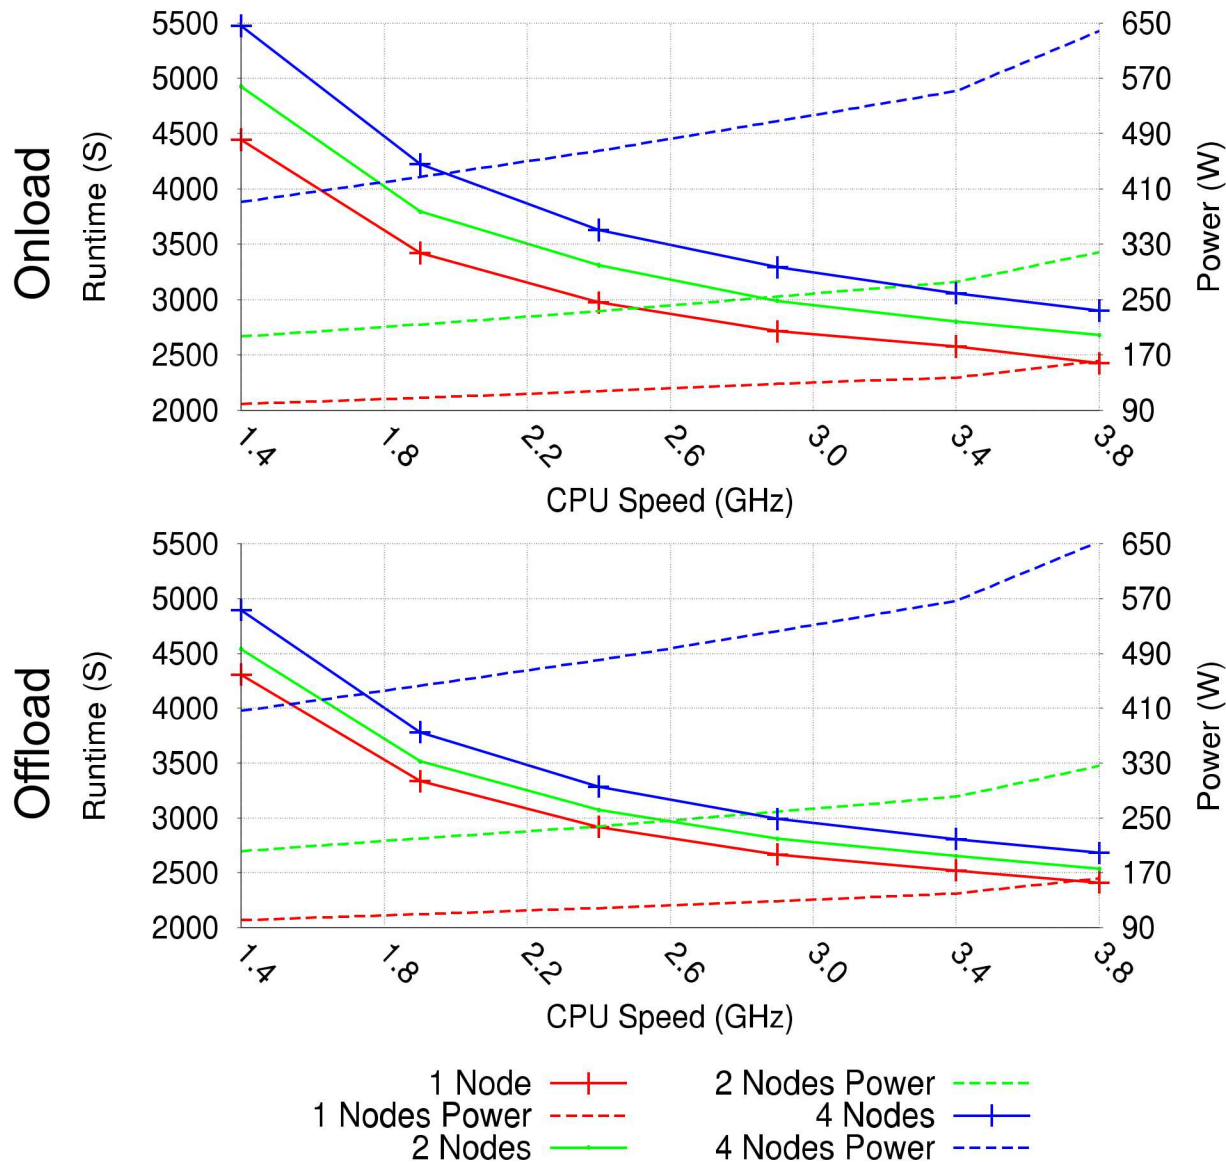 Onload
Runtime (S)
5500
5000
4500
4000
3500
3000
2500
2000
650
570
490
410
330
250
170
90
Power (W)
1.4 1.8 2.2 2.6 3.0 3.4 3.8
CPU Speed (GHz)
Offload
Runtime (S)
5500
5000
4500
4000
3500
3000
2500
2000
650
570
490
410
330
250
170
90
Power (W)
1.4 1.8 2.2 2.6 3.0 3.4 3.8
CPU Speed (GHz)
1 Node
1 Nodes Power
2 Nodes
2 Nodes Power
4 Nodes
4 Nodes Power